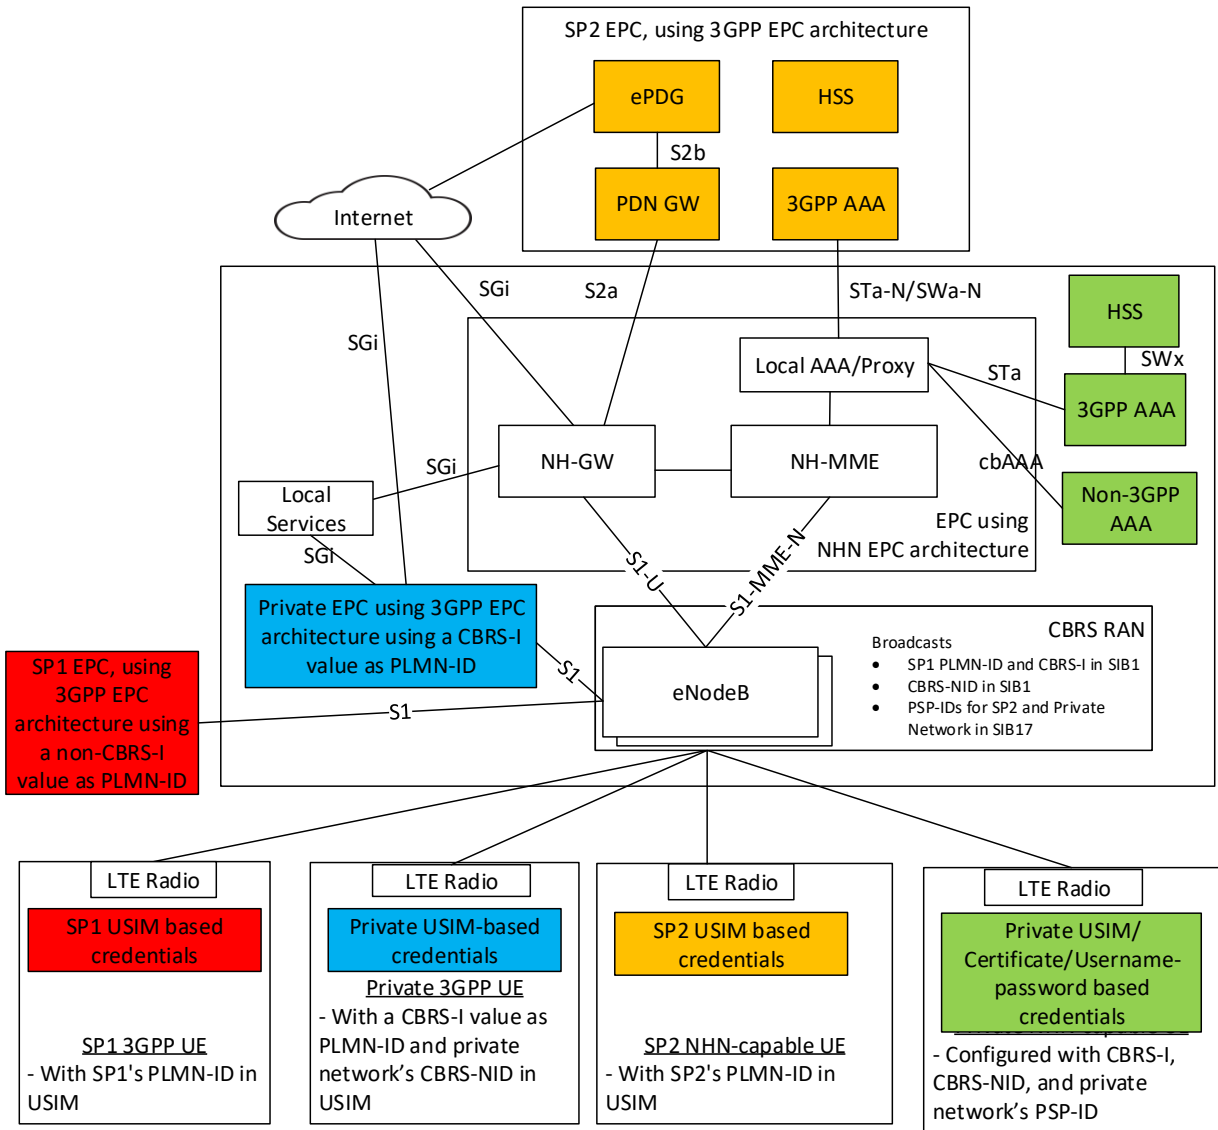 SP2 EPC, using 3GPP EPC architecture
ePDG
HSS
S2b
PDN GW
3GPP AAA
Internet
SGi
S2a
STa-N/SWa-N
HSS
SGi
SWx
Local AAA/Proxy
STa
3GPP AAA
NH-GW
NH-MME
SGi
cbAAA
Local
Services
Non-3GPP
AAA
EPC using
NHN EPC architecture
SGi
S1-U
S1-MME-N
Private EPC using 3GPP EPC
architecture using a CBRS-I
value as PLMN-ID
S1
CBRS RAN
Broadcasts
• SP1 PLMN-ID and CBRS-I in SIB1
• CBRS-NID in SIB1
• PSP-IDs for SP2 and Private
Network in SIB17
eNodeB
SP1 EPC, using
3GPP EPC
architecture using
a non-CBRS-I
value as PLMN-ID
S1
LTE Radio
SP1 USIM based
credentials
SP1 3GPP UE
- With SP1's PLMN-ID in
USIM
LTE Radio
Private USIM-based
credentials
Private 3GPP UE
- With a CBRS-I value as
PLMN-ID and private
network's CBRS-NID in
USIM
LTE Radio
SP2 USIM based
credentials
SP2 NHN-capable UE
- With SP2's PLMN-ID in
USIM
LTE Radio
Private USIM/
Certificate/Username-
password based
credentials
- Configured with CBRS-I,
CBRS-NID, and private
network's PSP-ID